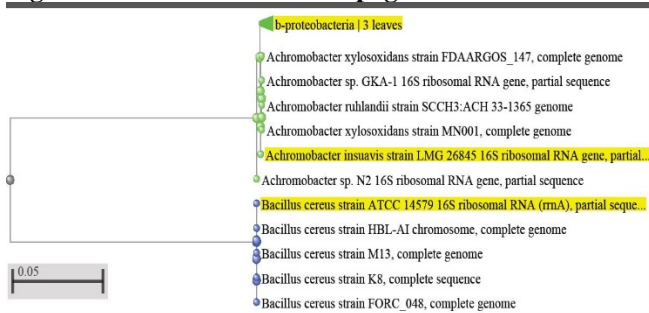 b-proteobacteria | 3 leaves
Achromobacter xylosoxidans strain FDAARGOS_147, complete genome
Achromobacter sp. GKA-1 16S ribosomal RNA gene, partial sequence
Achromobacter ruhlandii strain SCCH3:ACH 33-1365 genome
Achromobacter xylosoxidans strain MN001, complete genome
Achromobacter insuavis strain LMG 26845 16S ribosomal RNA gene, partial...
Achromobacter sp. N2 16S ribosomal RNA gene, partial sequence
Bacillus cereus strain ATCC 14579 16S ribosomal RNA (rrnA), partial seque...
Bacillus cereus strain HBL-AI chromosome, complete genome
Bacillus cereus strain M13, complete genome
0.05
Bacillus cereus strain K8, complete sequence
Bacillus cereus strain FORC_048, complete genome